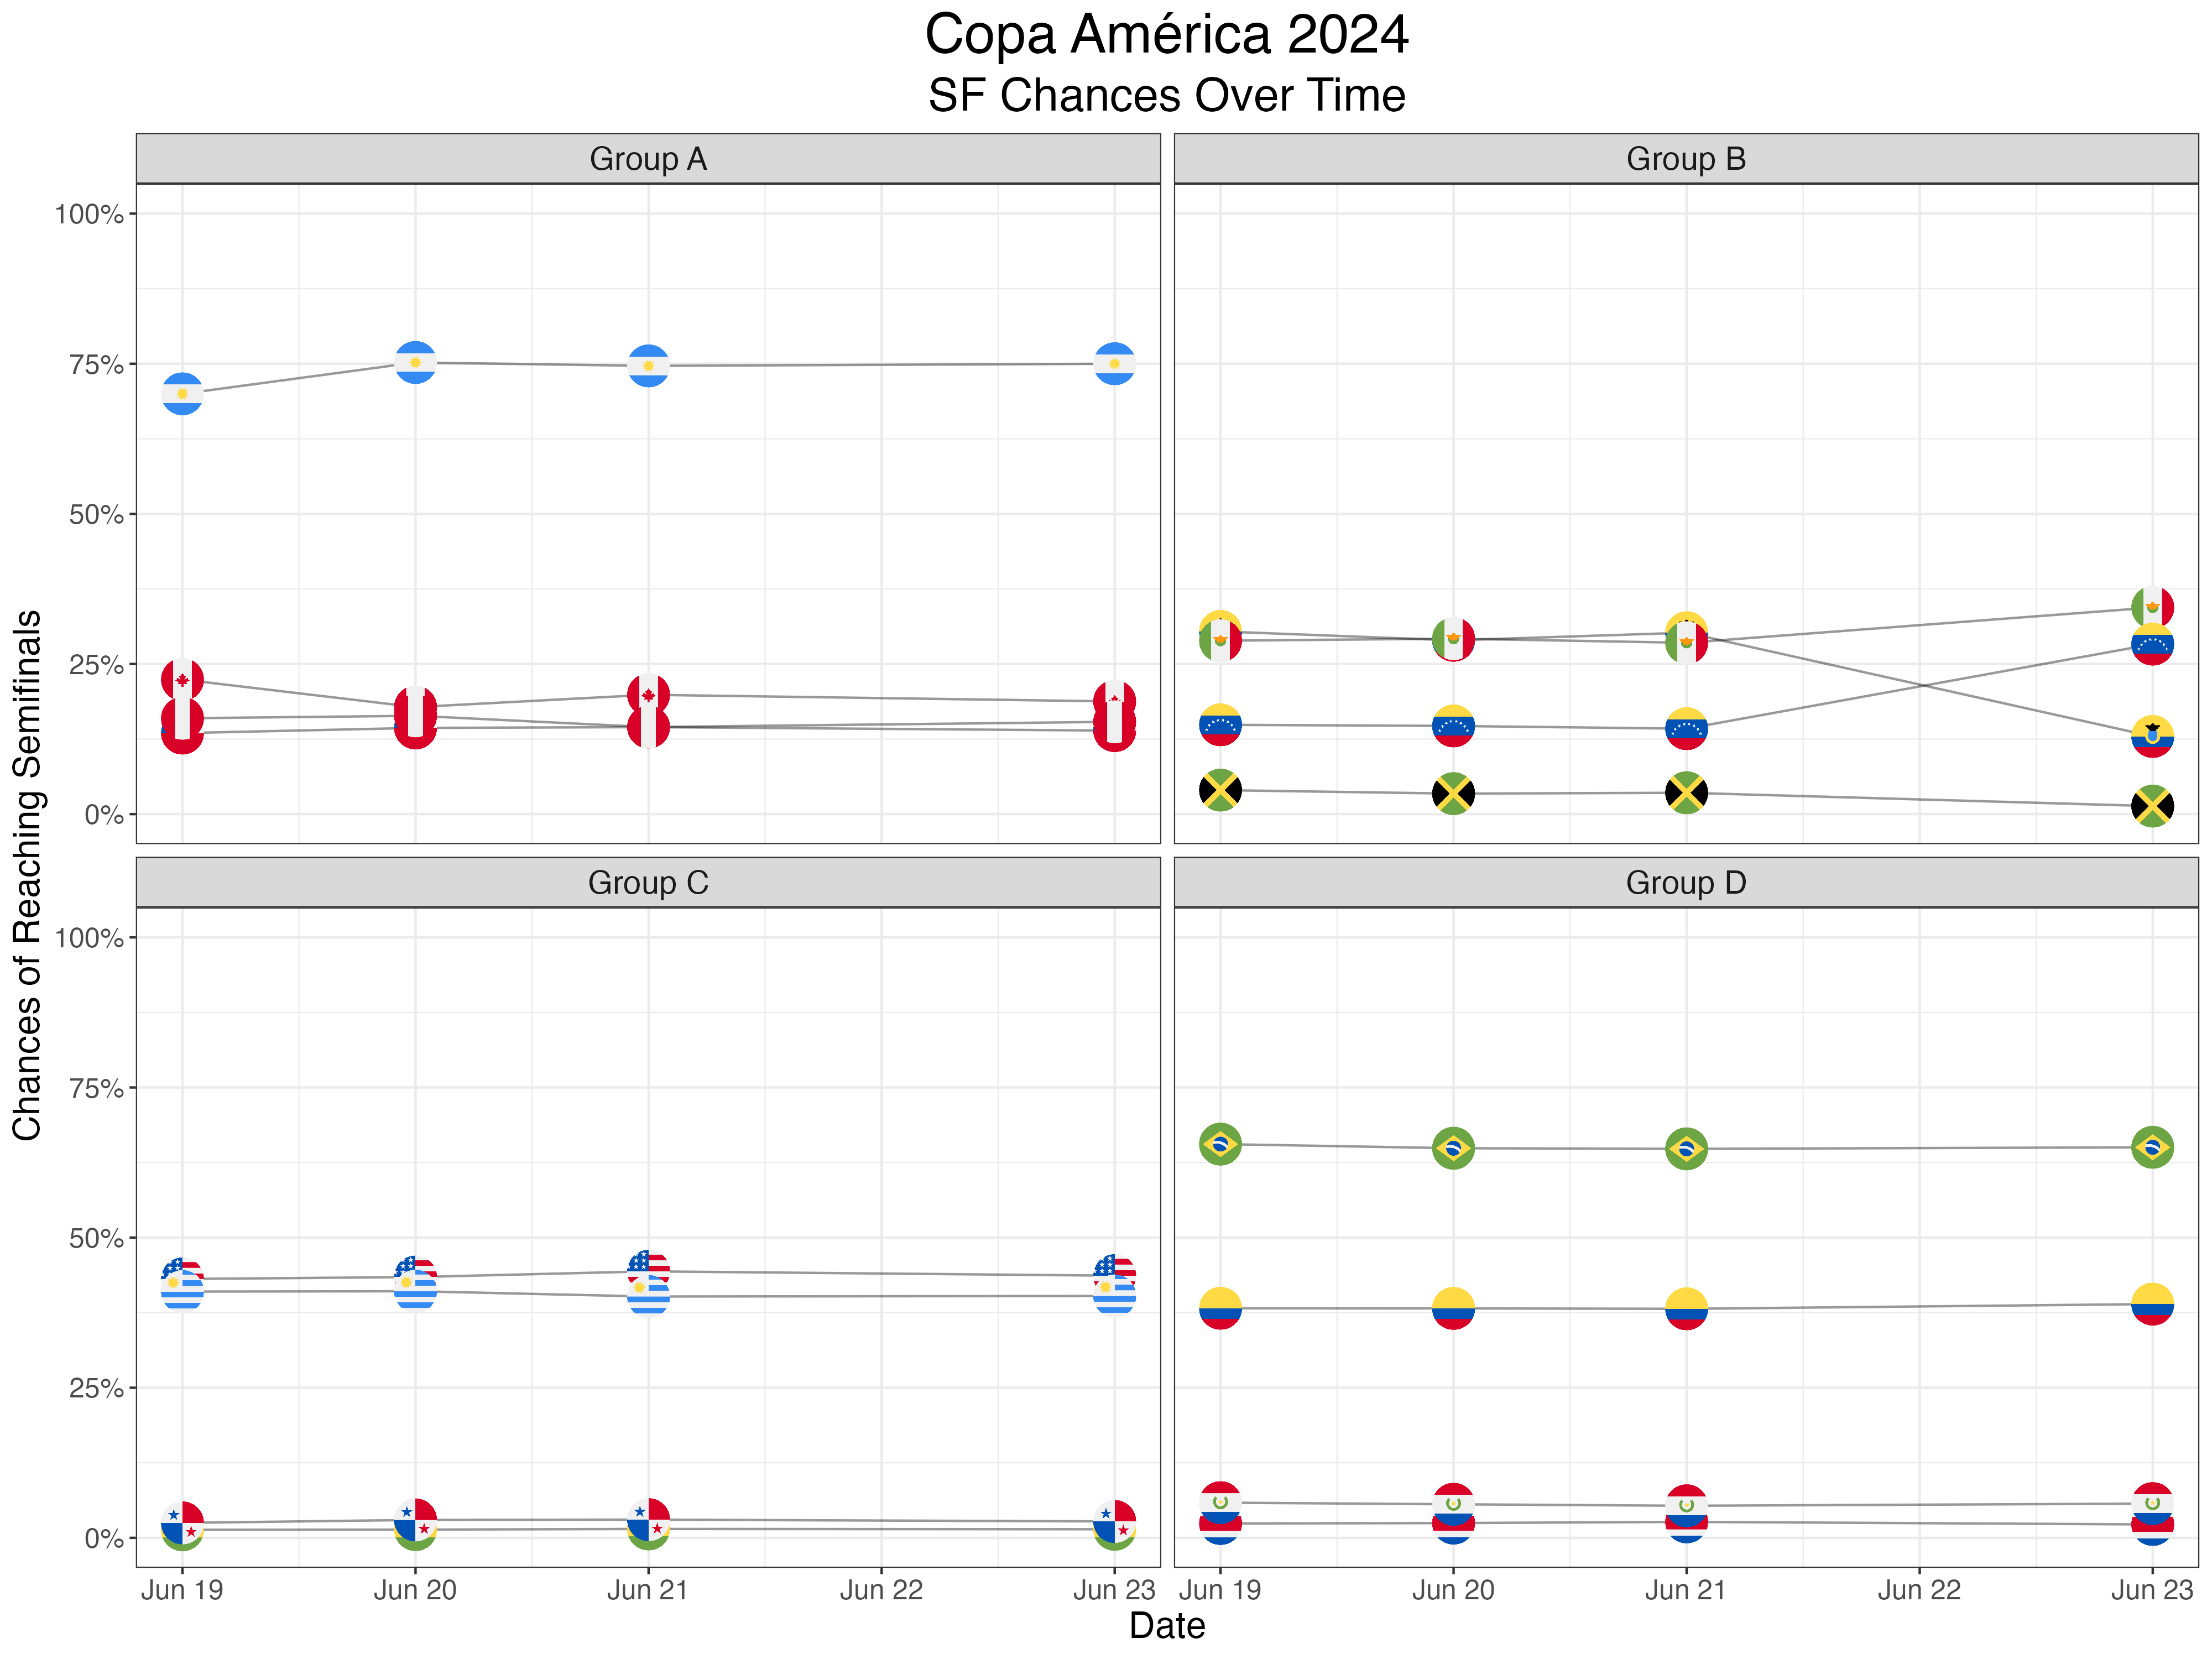 Copa América 2024
SF Chances Over Time
Group A
Group B
100%
75%
50%
25%
0%
Group C
Group D
100%
75%
50%
25%
0%
Chances of Reaching Semifinals
Jun 19
Jun 20
Jun 21
Jun 22
Jun 23
Jun 19
Jun 20
Jun 21
Jun 22
Jun 23
Date